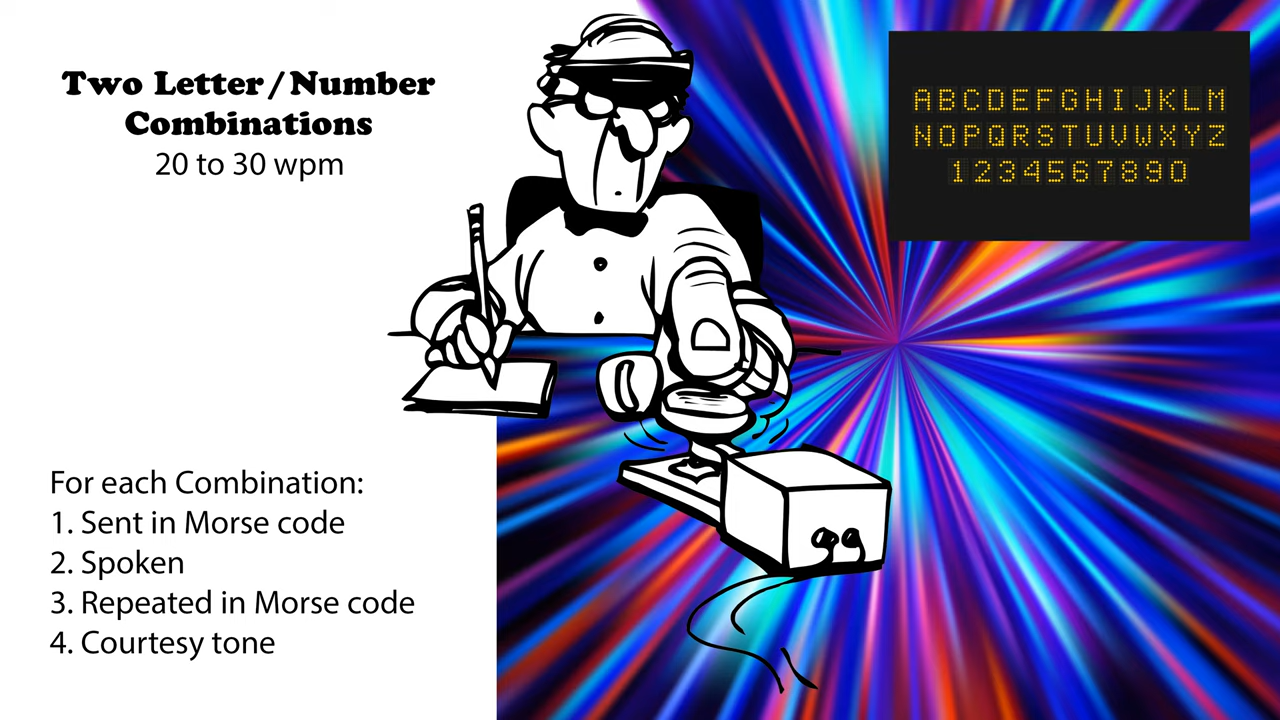 Two Letter/Number
Combinations
20 to 30 wpm
ABCDEFGHIJKLM
NOPQRSTUVWXYZ
1234567890
For each Combination:
1. Sent in Morse code
2. Spoken
3. Repeated in Morse code
4. Courtesy tone